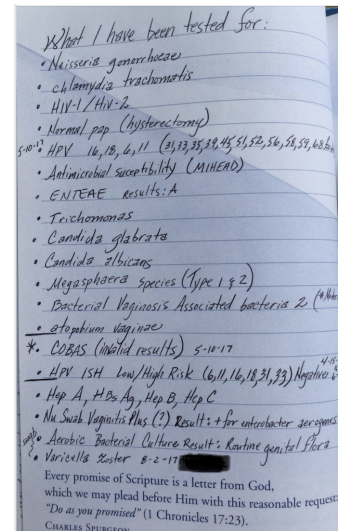 What I have been tested for:
• Neisseria gonorrhoeae
• chlamydia trachomatis
• HIV-1/HIV-2
• Normal pap (hysterectomy)
5-10-17 • HPV 16, 18, 6, 11 (31,33,35,39,45,51,52,56,58,59,68
• Antimicrobial suceptibility (MIHEAD)
• ENTEAE results: A
• Trichomonas
• Candida glabrata
• Candida albicans
• Megasphaera species (Type 1 & 2)
• Bacterial Vaginosis Associated bacteria 2
• atopobium vaginae
*. COBAS (invalid results) 5-10-17
• HPV ISH Low/High Risk (6,11,16,18,31,33) Negative 4-15-
• Hep A, HBsAg, Hep B, Hep C
• Nu Swab Vaginitis Plus (?) Result: + for enterobacter aerogenes
• Aerobic Bacterial Culture Result: Routine genital flora
• Varicella Zoster 8-2-17
Every promise of Scripture is a letter from God,
which we may plead before Him with this reasonable request:
"Do as you promised" (1 Chronicles 17:23).
CHARLES SPURGEON